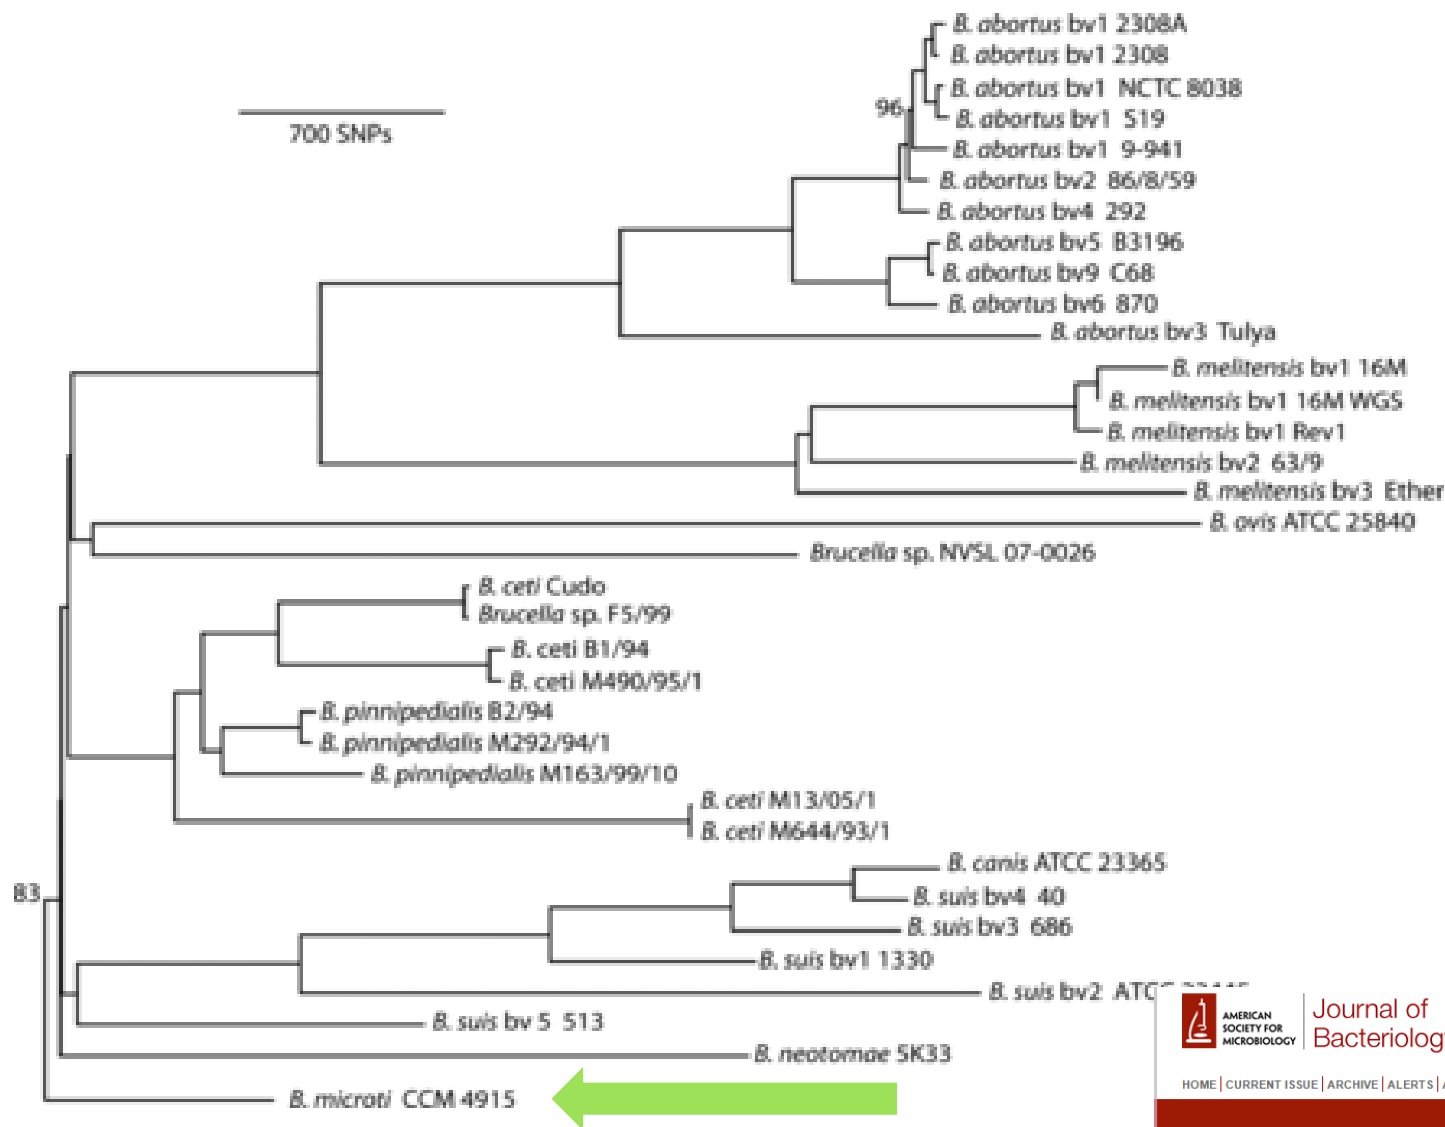 B. abortus bv1 2308A
B. abortus bv1 2308
B. abortus bv1 NCTC 8038
96
B. abortus bv1 S19
700 SNPs
B. abortus bv1 9-941
B. abortus bv2 86/8/59
B. abortus bv4 292
B. abortus bv5 B3196
B. abortus bv9 C68
B. abortus bv6 870
B. abortus bv3 Tulya
B. melitensis bv1 16M
B. melitensis bv1 16M WGS
B. melitensis bv1 Rev1
B. melitensis bv2 63/9
B. melitensis bv3 Ether
B. ovis ATCC 25840
Brucella sp. NVSL 07-0026
B. ceti Cudo
Brucella sp. F5/99
B. ceti B1/94
B. ceti M490/95/1
B. pinnipedialis B2/94
B. pinnipedialis M292/94/1
B. pinnipedialis M163/99/10
B. ceti M13/05/1
B. ceti M644/93/1
B. canis ATCC 23365
83
B. suis bv4 40
B. suis bv3 686
B. suis bv1 1330
B. suis bv2
B. suis bv 5 513
B. neotomae 5K33
B. microti CCM 4915
AMERICAN
SOCIETY FOR
MICROBIOLOGY
Journal of
Bacteriology
HOME | CURRENT ISSUE | ARCHIVE | ALERTS |